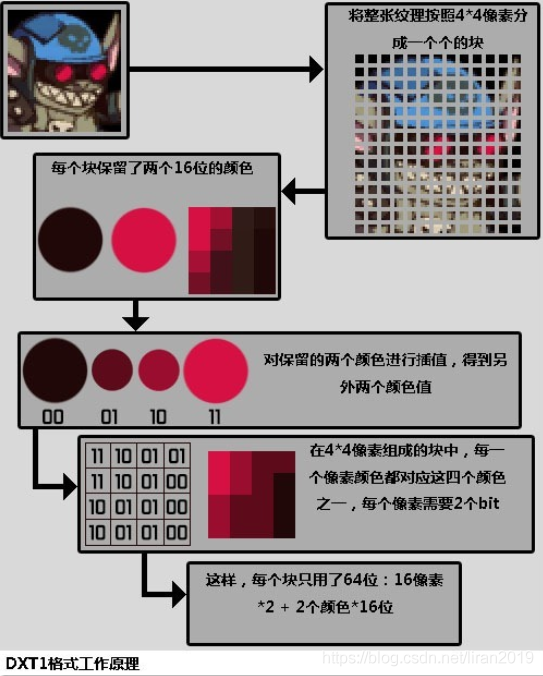 将整张纹理按照4*4像素分
成一个个的块
每个块保留了两个16位的颜色
对保留的两个颜色进行插值，得到另
外两个颜色值
00 01 10 11
在4*4像素组成的块中，每一
个像素颜色都对应这四个颜色
之一，每个像素需要2个bit
11 10 01 01
11 10 01 00
10 01 01 00
10 01 01 00
这样，每个块只用了64位：16像素
*2 + 2个颜色*16位
DXT1格式工作原理
https://blog.csdn.net/liran2019